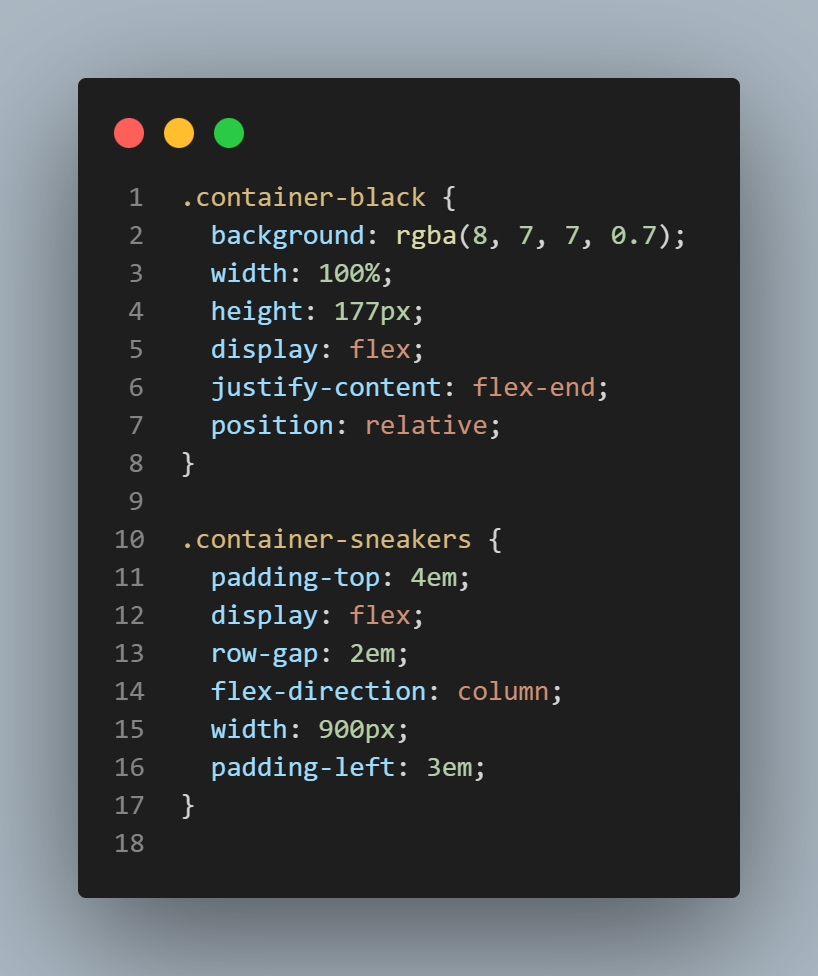 1 .container-black {
2   background: rgba(8, 7, 7, 0.7);
3   width: 100%;
4   height: 177px;
5   display: flex;
6   justify-content: flex-end;
7   position: relative;
8 }
9
10 .container-sneakers {
11   padding-top: 4em;
12   display: flex;
13   row-gap: 2em;
14   flex-direction: column;
15   width: 900px;
16   padding-left: 3em;
17 }
18